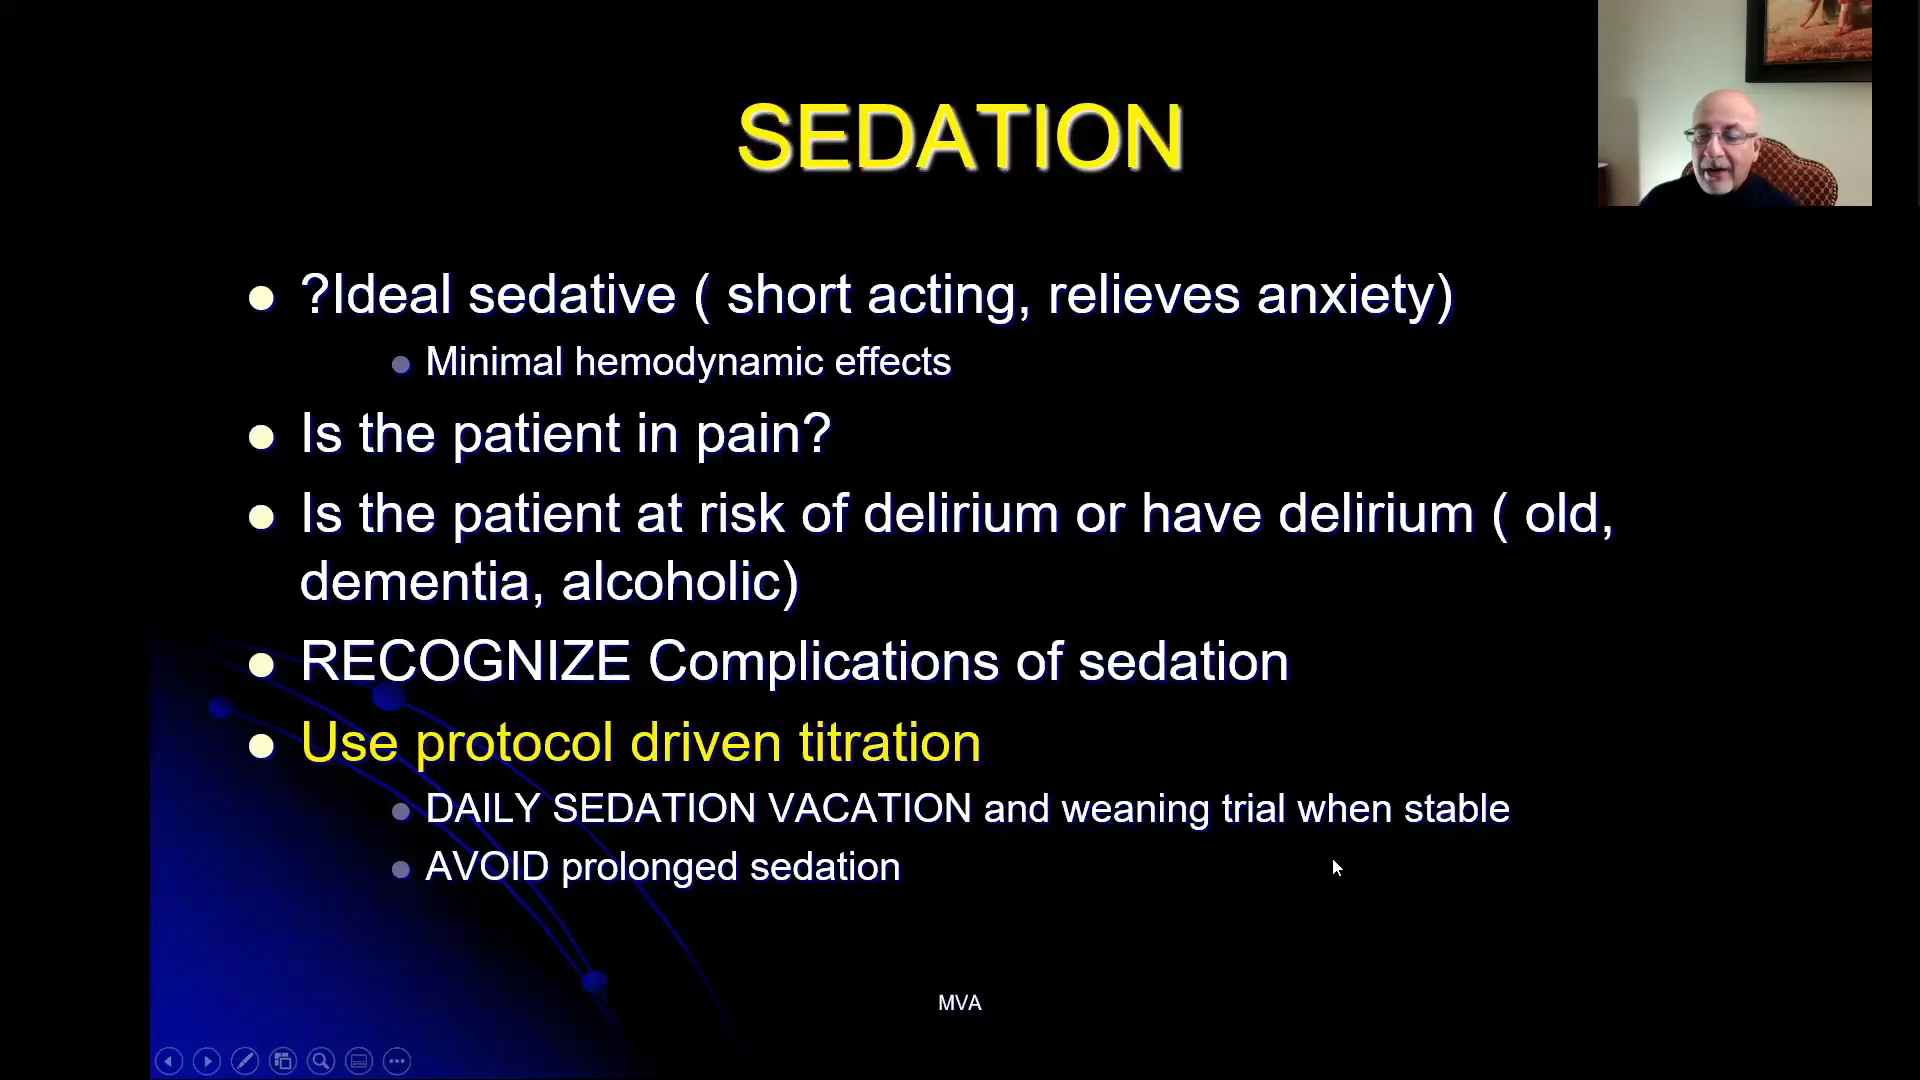 SEDATION
?Ideal sedative ( short acting, relieves anxiety)
Minimal hemodynamic effects
Is the patient in pain?
Is the patient at risk of delirium or have delirium ( old,
dementia, alcoholic)
RECOGNIZE Complications of sedation
Use protocol driven titration
DAILY SEDATION VACATION and weaning trial when stable
AVOID prolonged sedation
MVA